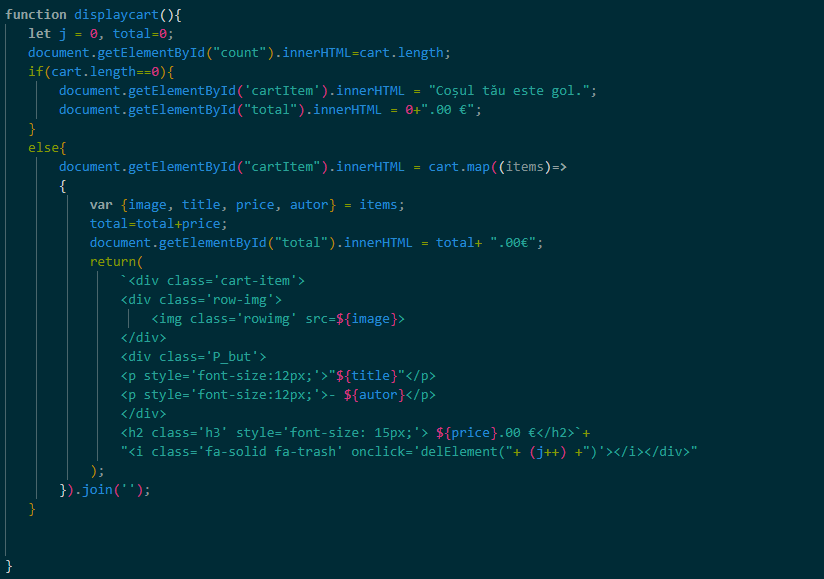 function displaycart(){
let j = 0, total=0;
document.getElementById("count").innerHTML=cart.length;
if(cart.length==0){
document.getElementById('cartItem').innerHTML = "Coșul tău este gol.";
document.getElementById("total").innerHTML = 0+".00 €";
}
else{
document.getElementById("cartItem").innerHTML = cart.map((items)=>
{
var {image, title, price, autor} = items;
total=total+price;
document.getElementById("total").innerHTML = total+ ".00€";
return(
`<div class='cart-item'>
<div class='row-img'>
<img class='rowimg' src=${image}>
</div>
<div class='P_but'>
<p style='font-size:12px;'>"${title}"</p>
<p style='font-size:12px;'>- ${autor}</p>
</div>
<h2 class='h3' style='font-size: 15px;'> ${price}.00 €</h2>`+
"<i class='fa-solid fa-trash' onclick='delElement("+ (j++) +")'></i></div>"
);
}).join('');
}
}